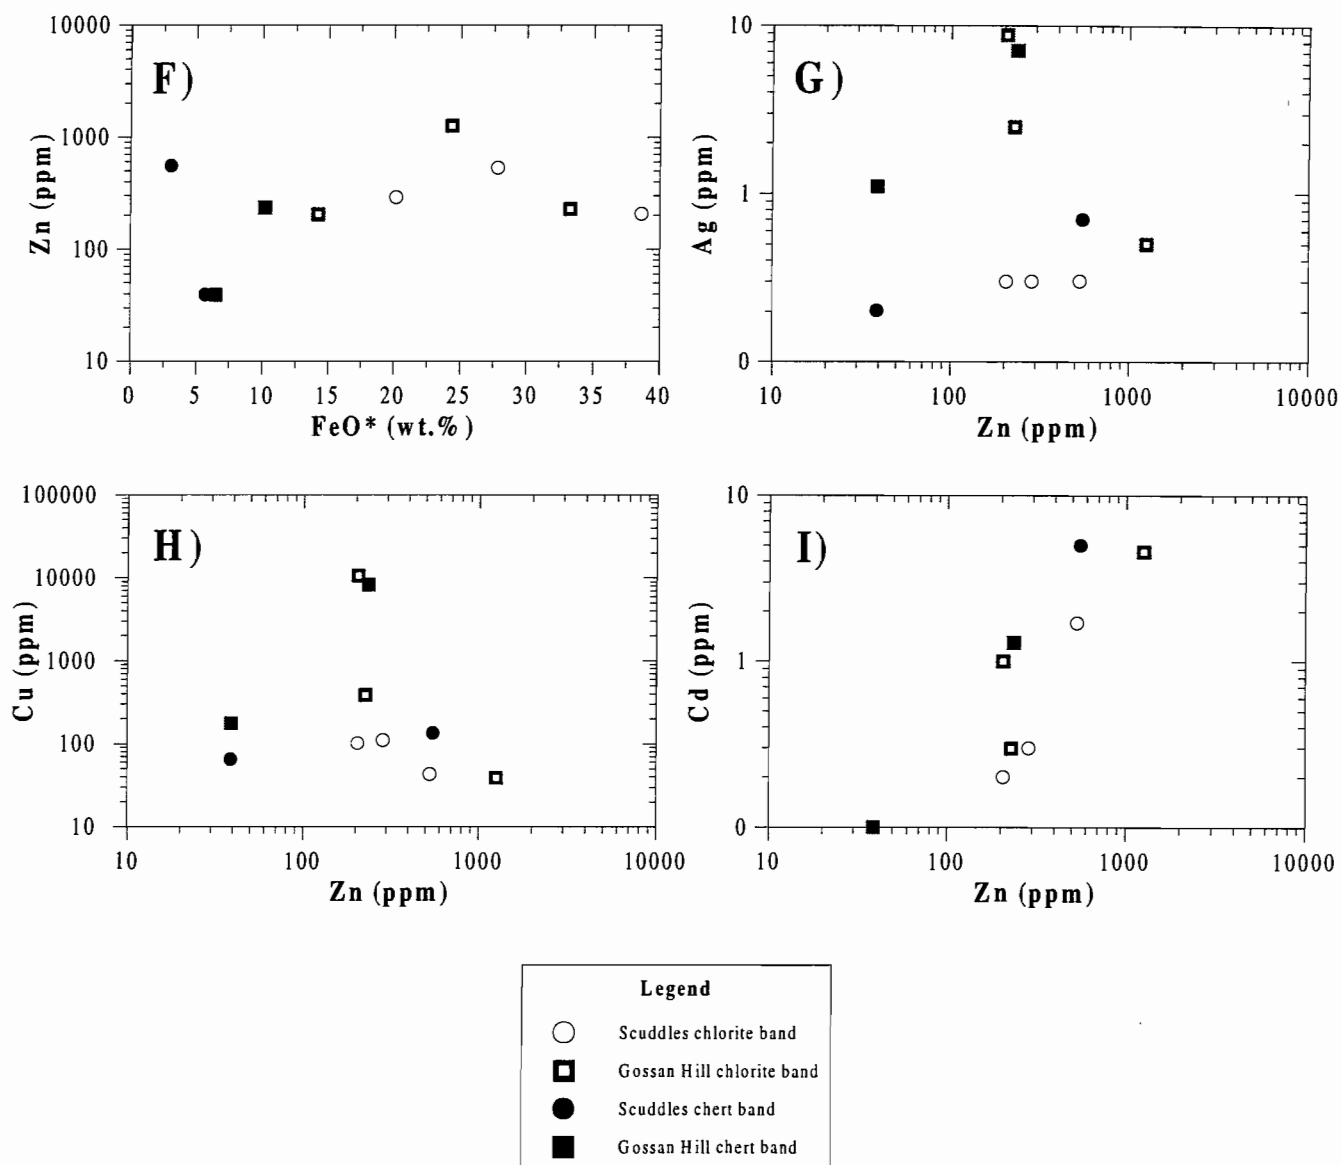 F)
10000
1000
100
10
Zn (ppm)
0 5 10 15 20 25 30 35 40
FeO* (wt.%)
G)
10
1
0
Ag (ppm)
10 100 1000 10000
Zn (ppm)
H)
100000
10000
1000
100
10
Cu (ppm)
10 100 1000 10000
Zn (ppm)
I)
10
1
0
Cd (ppm)
10 100 1000 10000
Zn (ppm)
Legend
Scuddles chlorite band
Gossan Hill chlorite band
Scuddles chert band
Gossan Hill chert band